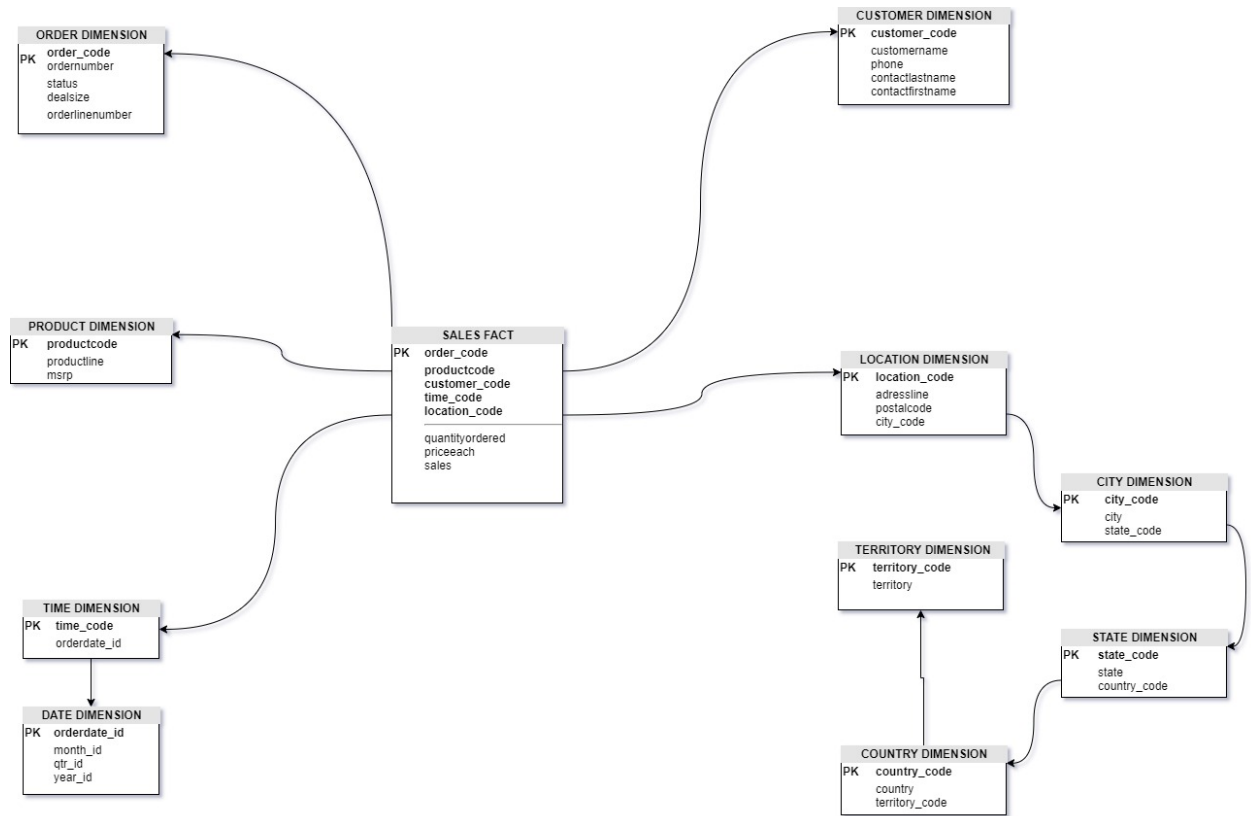 ORDER DIMENSION
PK order_code
ordernumber
status
dealsize
orderlinenumber
CUSTOMER DIMENSION
PK customer_code
customername
phone
contactlastname
contactfirstname
PRODUCT DIMENSION
PK productcode
productline
msrp
SALES FACT
PK order_code
productcode
customer_code
time_code
location_code
quantityordered
priceeach
sales
LOCATION DIMENSION
PK location_code
adressline
postalcode
city_code
CITY DIMENSION
PK city_code
city
state_code
TERRITORY DIMENSION
PK territory_code
territory
TIME DIMENSION
PK time_code
orderdate_id
STATE DIMENSION
PK state_code
state
country_code
DATE DIMENSION
PK orderdate_id
month_id
qtr_id
year_id
COUNTRY DIMENSION
PK country_code
country
territory_code